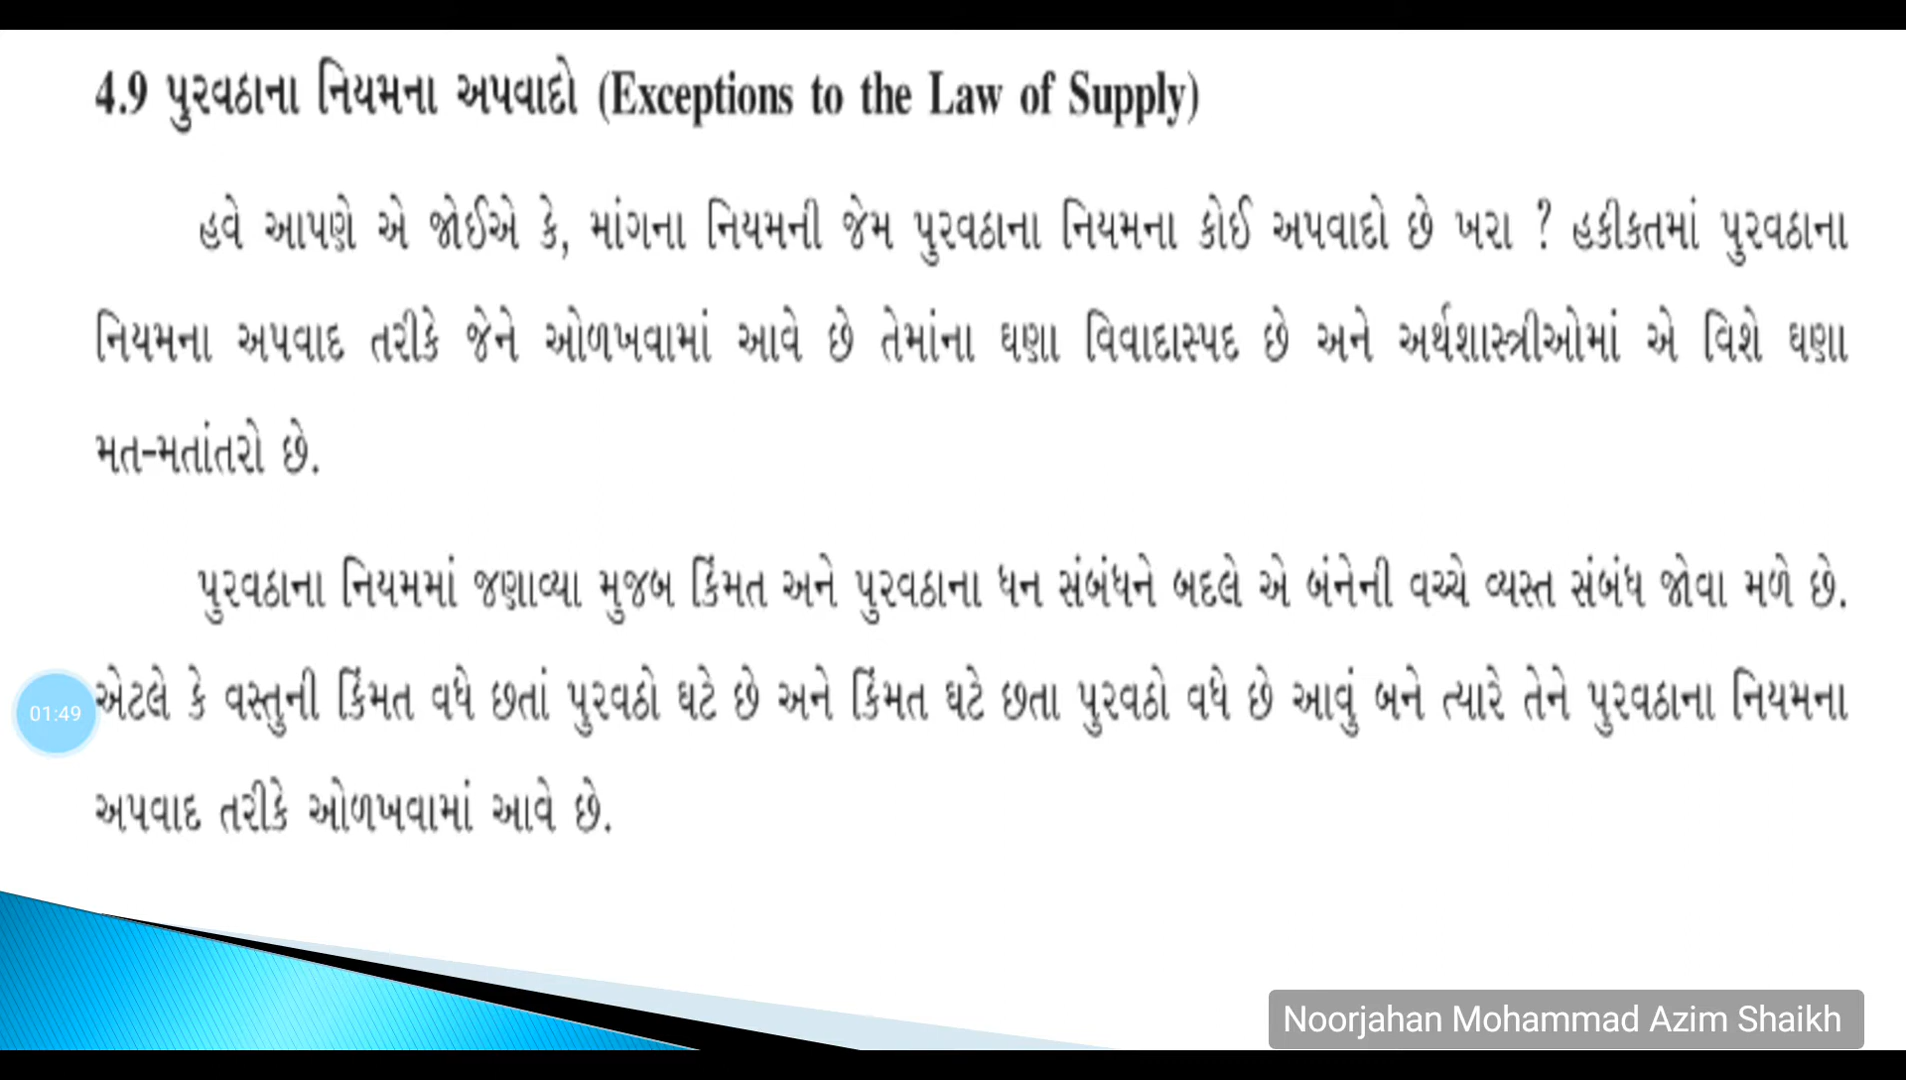 4.9 પુરવઠાના નિયમના અપવાદો (Exceptions to the Law of Supply)
હવે આપણે એ જોઈએ કે, માંગના નિયમની જેમ પુરવઠાના નિયમના કોઈ અપવાદો છે ખરા ? હકીકતમાં પુરવઠાના
નિયમના અપવાદ તરીકે જેને ઓળખવામાં આવે છે તેમાંના ઘણા વિવાદાસ્પદ છે અને અર્થશાસ્ત્રીઓમાં એ વિશે ઘણા
મત-મતાંતરો છે.
પુરવઠાના નિયમમાં જણાવ્યા મુજબ કિંમત અને પુરવઠાના ધન સંબંધને બદલે એ બંનેની વચ્ચે વ્યસ્ત સંબંધ જોવા મળે છે.
એટલે કે વસ્તુની કિંમત વધે છતાં પુરવઠો ઘટે છે અને કિંમત ઘટે છતા પુરવઠો વધે છે આવું બને ત્યારે તેને પુરવઠાના નિયમના
અપવાદ તરીકે ઓળખવામાં આવે છે.
01:49
Noorjahan Mohammad Azim Shaikh